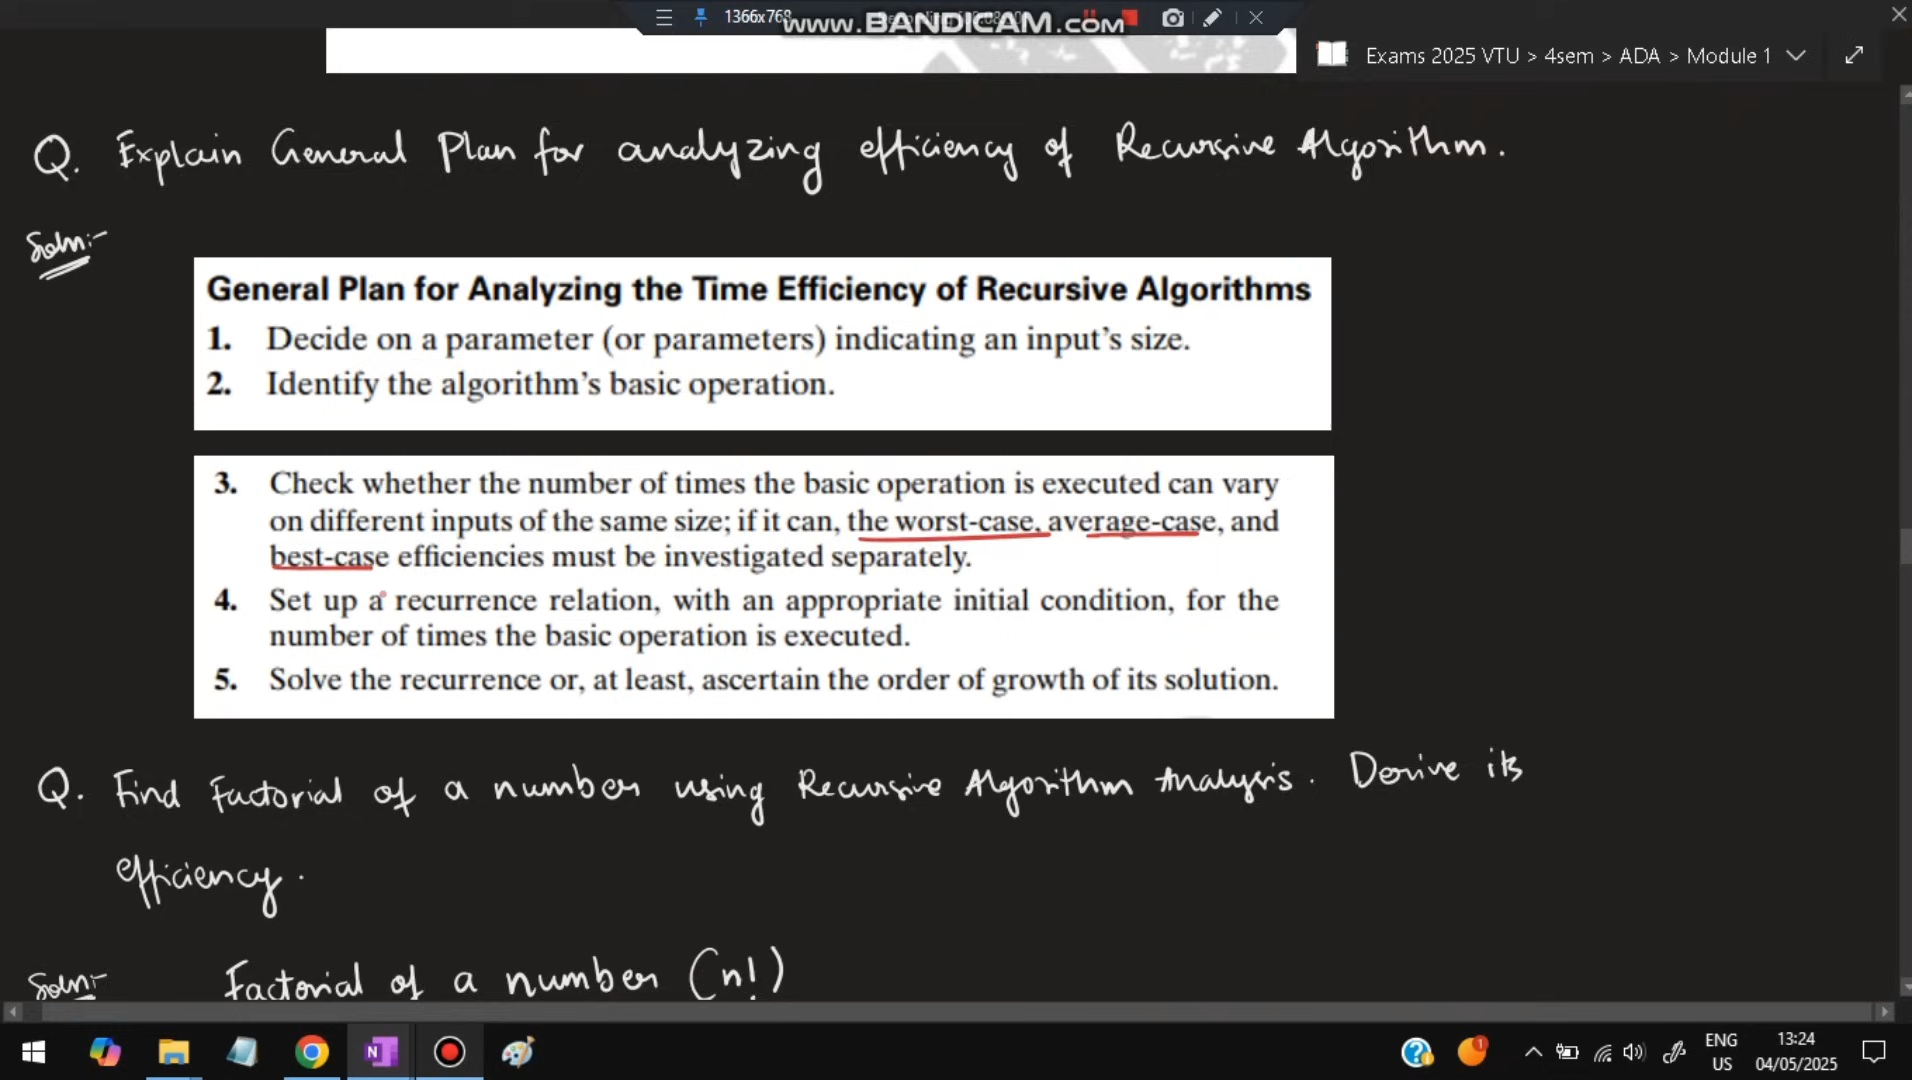 1366x768
www.BANDICAM.com
Exams 2025 VTU > 4sem > ADA > Module 1
Q. Explain General Plan for analyzing efficiency of Recursive Algorithm.
Soln:-
General Plan for Analyzing the Time Efficiency of Recursive Algorithms
1. Decide on a parameter (or parameters) indicating an input's size.
2. Identify the algorithm's basic operation.
3. Check whether the number of times the basic operation is executed can vary
on different inputs of the same size; if it can, the worst-case, average-case, and
best-case efficiencies must be investigated separately.
4. Set up a recurrence relation, with an appropriate initial condition, for the
number of times the basic operation is executed.
5. Solve the recurrence or, at least, ascertain the order of growth of its solution.
Q. Find Factorial of a number using Recursive Algorithm Analysis. Derive its
efficiency.
Soln:-
Factorial of a number (n!)
N
1
ENG
US
13:24
04/05/2025